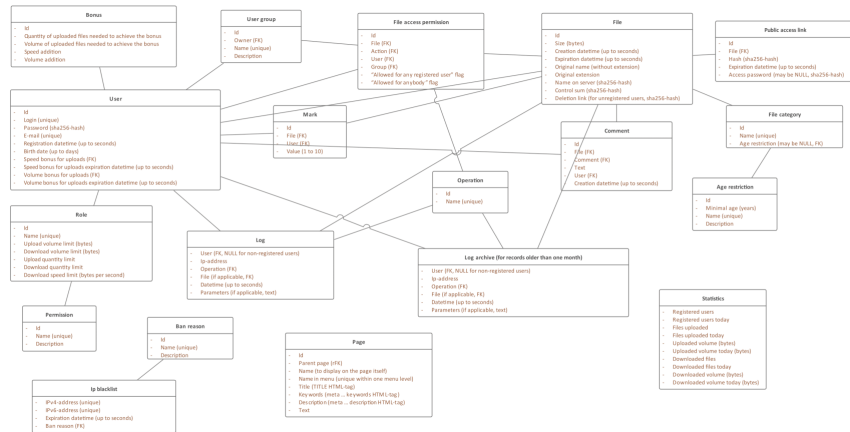 Bonus
- Id
- Quantity of uploaded files needed to achieve the bonus
- Volume of uploaded files needed to achieve the bonus
- Speed addition
- Volume addition
User group
- Id
- Owner (FK)
- Name (unique)
- Description
File access permission
- Id
- File (FK)
- Action (FK)
- User (FK)
- Group (FK)
- "Allowed for any registered user" flag
- "Allowed for anybody" flag
File
- Id
- Size (bytes)
- Creation datetime (up to seconds)
- Expiration datetime (up to seconds)
- Original name (without extension)
- Original extension
- Name on server (sha256-hash)
- Control sum (sha256-hash)
- Deletion link (for unregistered users, sha256-hash)
Public access link
- Id
- File (FK)
- Hash (sha256-hash)
- Expiration datetime (up to seconds)
- Access password (may be NULL, sha256-hash)
User
- Id
- Login (unique)
- Password (sha256-hash)
- E-mail (unique)
- Registration datetime (up to seconds)
- Birth date (up to days)
- Speed bonus for uploads (FK)
- Speed bonus for uploads expiration datetime (up to seconds)
- Volume bonus for uploads (FK)
- Volume bonus for uploads expiration datetime (up to seconds)
Mark
- Id
- File (FK)
- User (FK)
- Value (1 to 10)
Comment
- Id
- File (FK)
- Comment (FK)
- Text
- User (FK)
- Creation datetime (up to seconds)
File category
- Id
- Name (unique)
- Age restriction (may be NULL, FK)
Operation
- Id
- Name (unique)
Age restriction
- Id
- Minimal age (years)
- Name (unique)
- Description
Role
- Id
- Name (unique)
- Upload volume limit (bytes)
- Download volume limit (bytes)
- Upload quantity limit
- Download quantity limit
- Download speed limit (bytes per second)
Log
- User (FK, NULL for non-registered users)
- Ip-address
- Operation (FK)
- File (if applicable, FK)
- Datetime (up to seconds)
- Parameters (if applicable, text)
Log archive (for records older than one month)
- User (FK, NULL for non-registered users)
- Ip-address
- Operation (FK)
- File (if applicable, FK)
- Datetime (up to seconds)
- Parameters (if applicable, text)
Statistics
- Registered users
- Registered users today
- Files uploaded
- Files uploaded today
- Uploaded volume (bytes)
- Uploaded volume today (bytes)
- Downloaded files
- Downloaded files today
- Downloaded volume (bytes)
- Downloaded volume today (bytes)
Permission
- Id
- Name (unique)
- Description
Ban reason
- Id
- Name (unique)
- Description
Page
- Id
- Parent page (rFK)
- Name (to display on the page itself)
- Name in menu (unique within one menu level)
- Title (TITLE HTML-tag)
- Keywords (meta ... keywords HTML-tag)
- Description (meta ... description HTML-tag)
- Text
Ip blacklist
- IPv4-address (unique)
- IPv6-address (unique)
- Expiration datetime (up to seconds)
- Ban reason (FK)